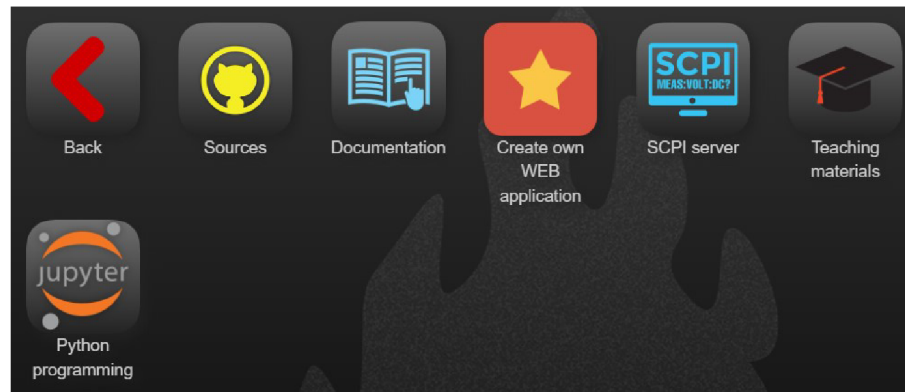 SCPI
MEAS:VOLT:DC?
Back
Sources
Documentation
Create own
WEB
application
SCPI server
Teaching
materials
jupyter
Python
programming